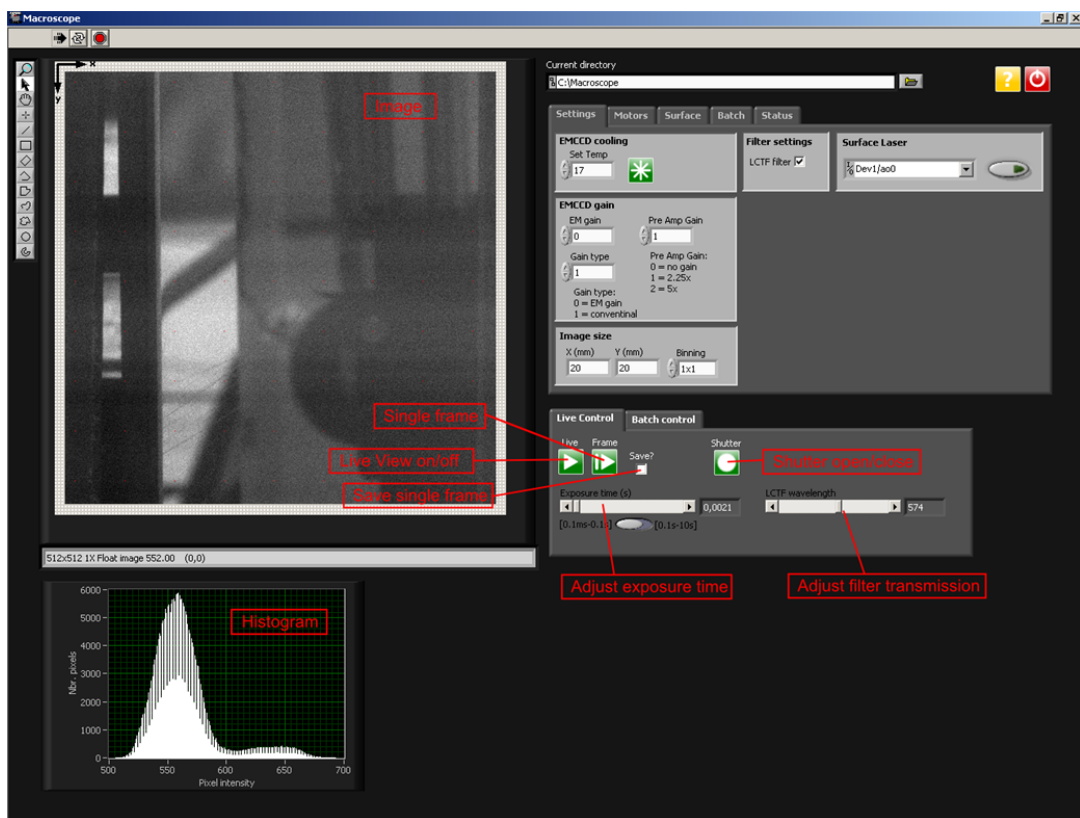 Macroscope
x
y
Image
Current directory
C:\Macroscope
?
Settings
Motors
Surface
Batch
Status
EMCCD cooling
Set Temp
17
Filter settings
LCTF filter
Surface Laser
Dev1/ao0
EMCCD gain
EM gain
Pre Amp Gain
0
1
Gain type
1
Pre Amp Gain:
0 = no gain
1 = 2.25x
2 = 5x
Gain type:
0 = EM gain
1 = conventinal
Image size
X (mm)
Y (mm)
Binning
20
20
1x1
Live Control
Batch control
Single frame
Live View on/off
Save single frame
Live
Frame
Save?
Shutter
Shutter open/close
Exposure time (s)
0,0021
[0.1ms-0.1s]
[0.1s-10s]
LCTF wavelength
574
Adjust exposure time
Adjust filter transmission
512x512 1X Float image 552.00 (0,0)
Histogram
Nbr. pixels
6000
5000
4000
3000
2000
1000
0
500
550
600
650
700
Pixel intensity